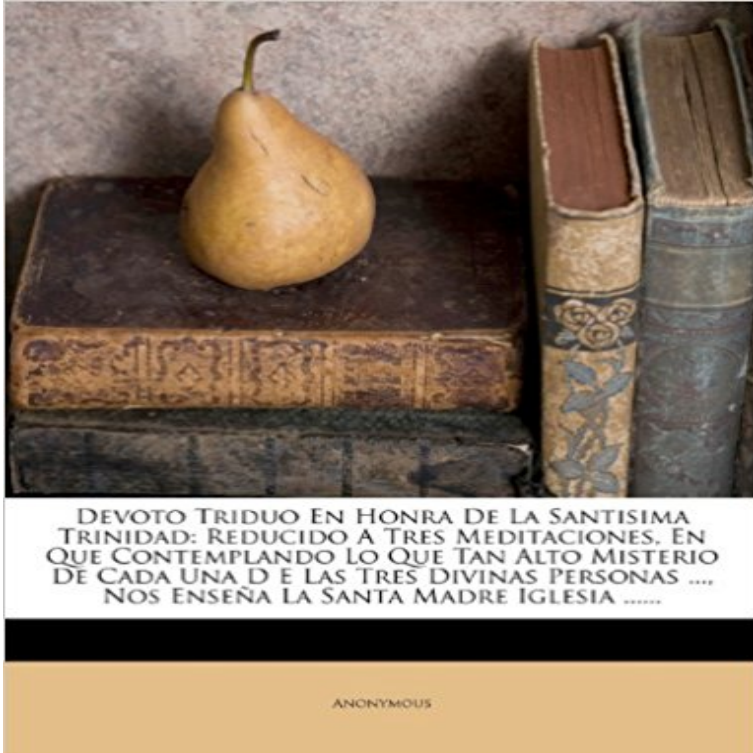 Devoto Triduo En Honra De La Santisima
Trinidad: Reducido A Tres Meditaciones, En
Que Contemplando Lo Que Tan Alto Misterio
De Cada Una D E Las Tres Divinas Personas ...,
Nos Enseña La Santa Madre Iglesia ......
Anonymous